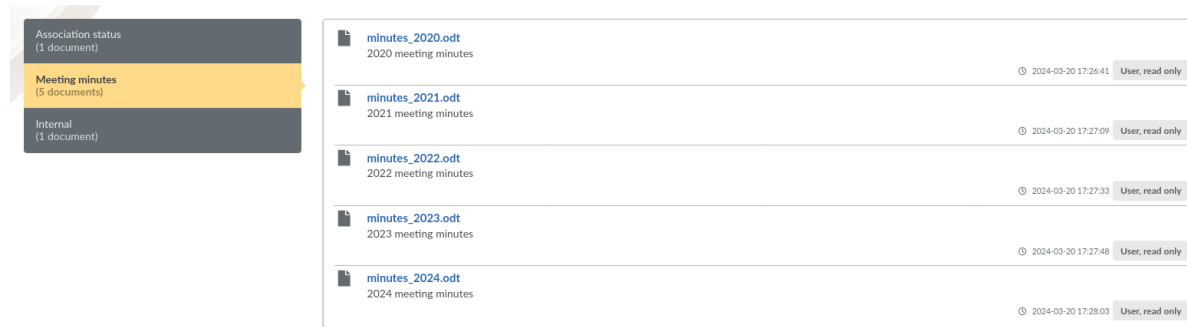 Association status
(1 document)
Meeting minutes
(5 documents)
Internal
(1 document)
minutes_2020.odt
2020 meeting minutes
2024-03-20 17:26:41 User, read only
minutes_2021.odt
2021 meeting minutes
2024-03-20 17:27:09 User, read only
minutes_2022.odt
2022 meeting minutes
2024-03-20 17:27:33 User, read only
minutes_2023.odt
2023 meeting minutes
2024-03-20 17:27:48 User, read only
minutes_2024.odt
2024 meeting minutes
2024-03-20 17:28:03 User, read only